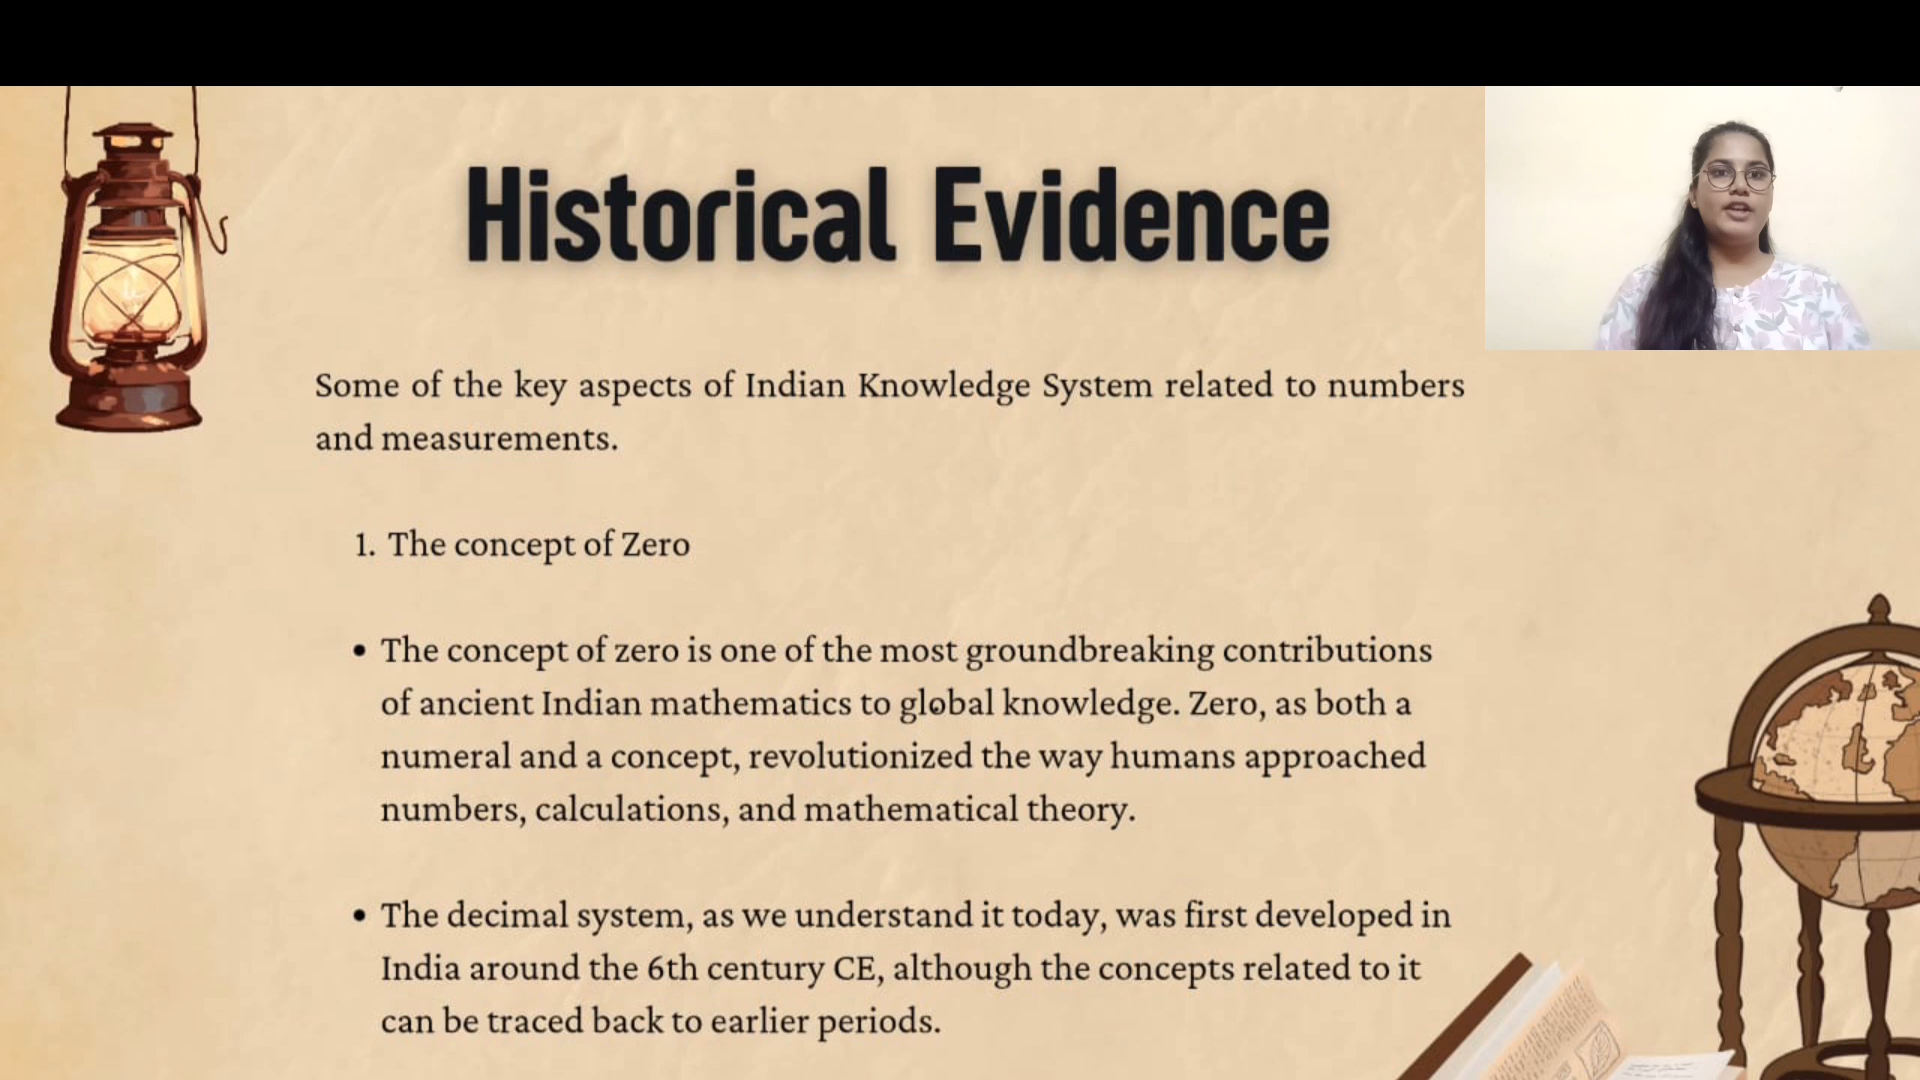 Historical Evidence
Some of the key aspects of Indian Knowledge System related to numbers
and measurements.
1. The concept of Zero
• The concept of zero is one of the most groundbreaking contributions
of ancient Indian mathematics to global knowledge. Zero, as both a
numeral and a concept, revolutionized the way humans approached
numbers, calculations, and mathematical theory.
• The decimal system, as we understand it today, was first developed in
India around the 6th century CE, although the concepts related to it
can be traced back to earlier periods.